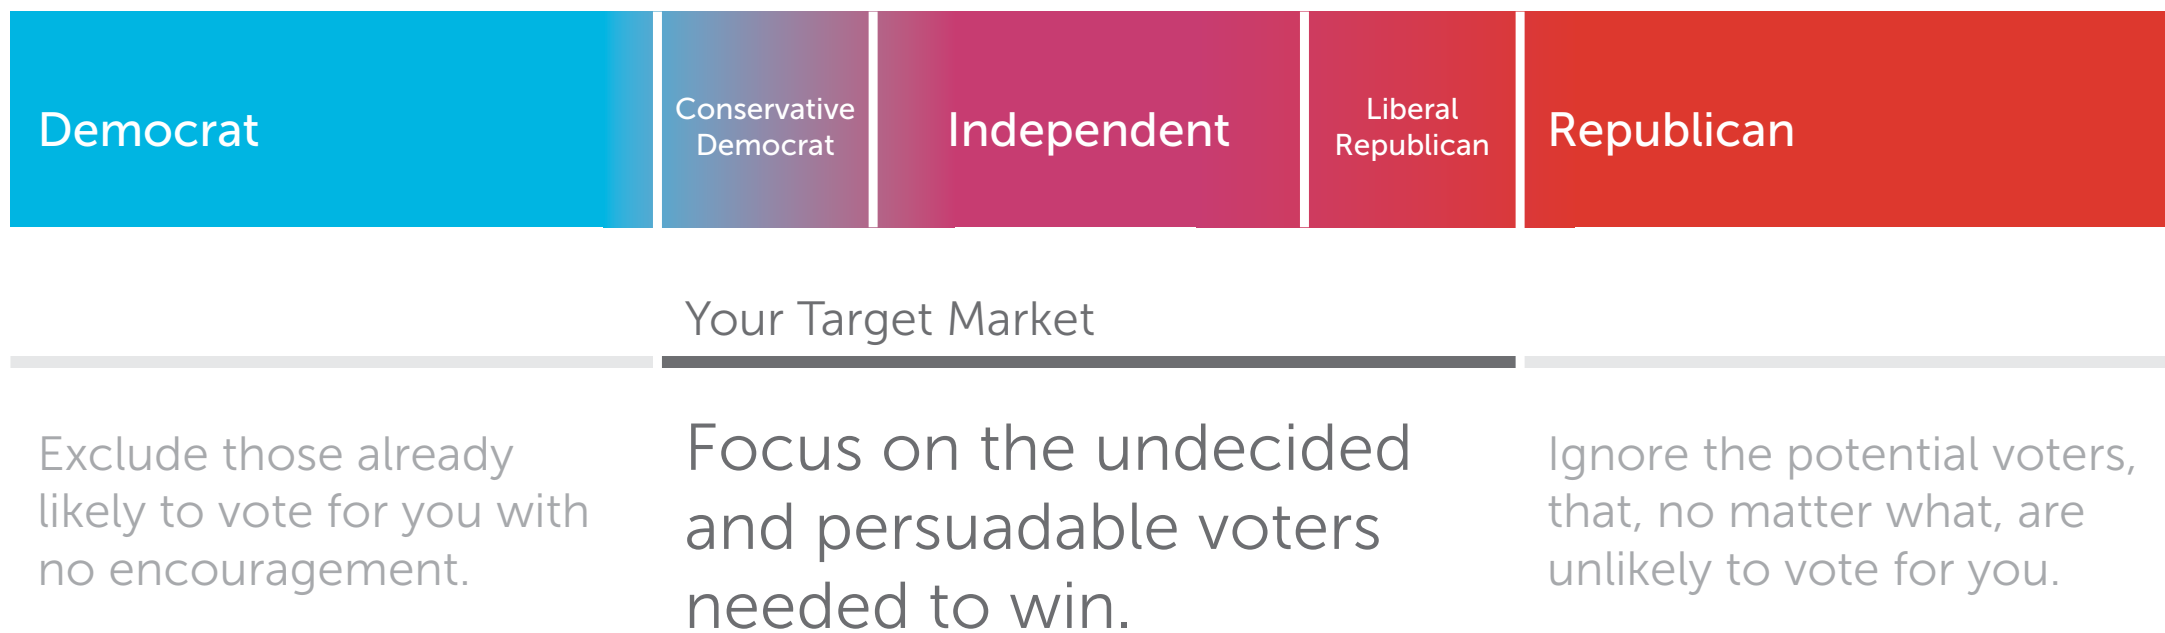 Democrat
Conservative
Democrat
Independent
Liberal
Republican
Republican
Your Target Market
Exclude those already
likely to vote for you with
no encouragement.
Focus on the undecided
and persuadable voters
needed to win.
Ignore the potential voters,
that, no matter what, are
unlikely to vote for you.